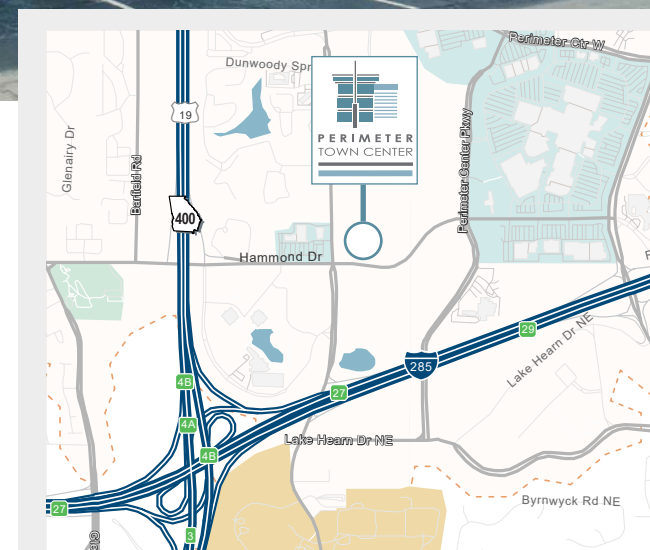 Perimeter Ctr W
Dunwoody Spr
19
PERIMETER
TOWN CENTER
Glenairy Dr
Barfield Rd
Perimeter Center Pkwy
400
Hammond Dr
29
285
Lake Hearn Dr NE
4B
27
4A
Lake Hearn Dr NE
4B
Byrnwyck Rd NE
27
3